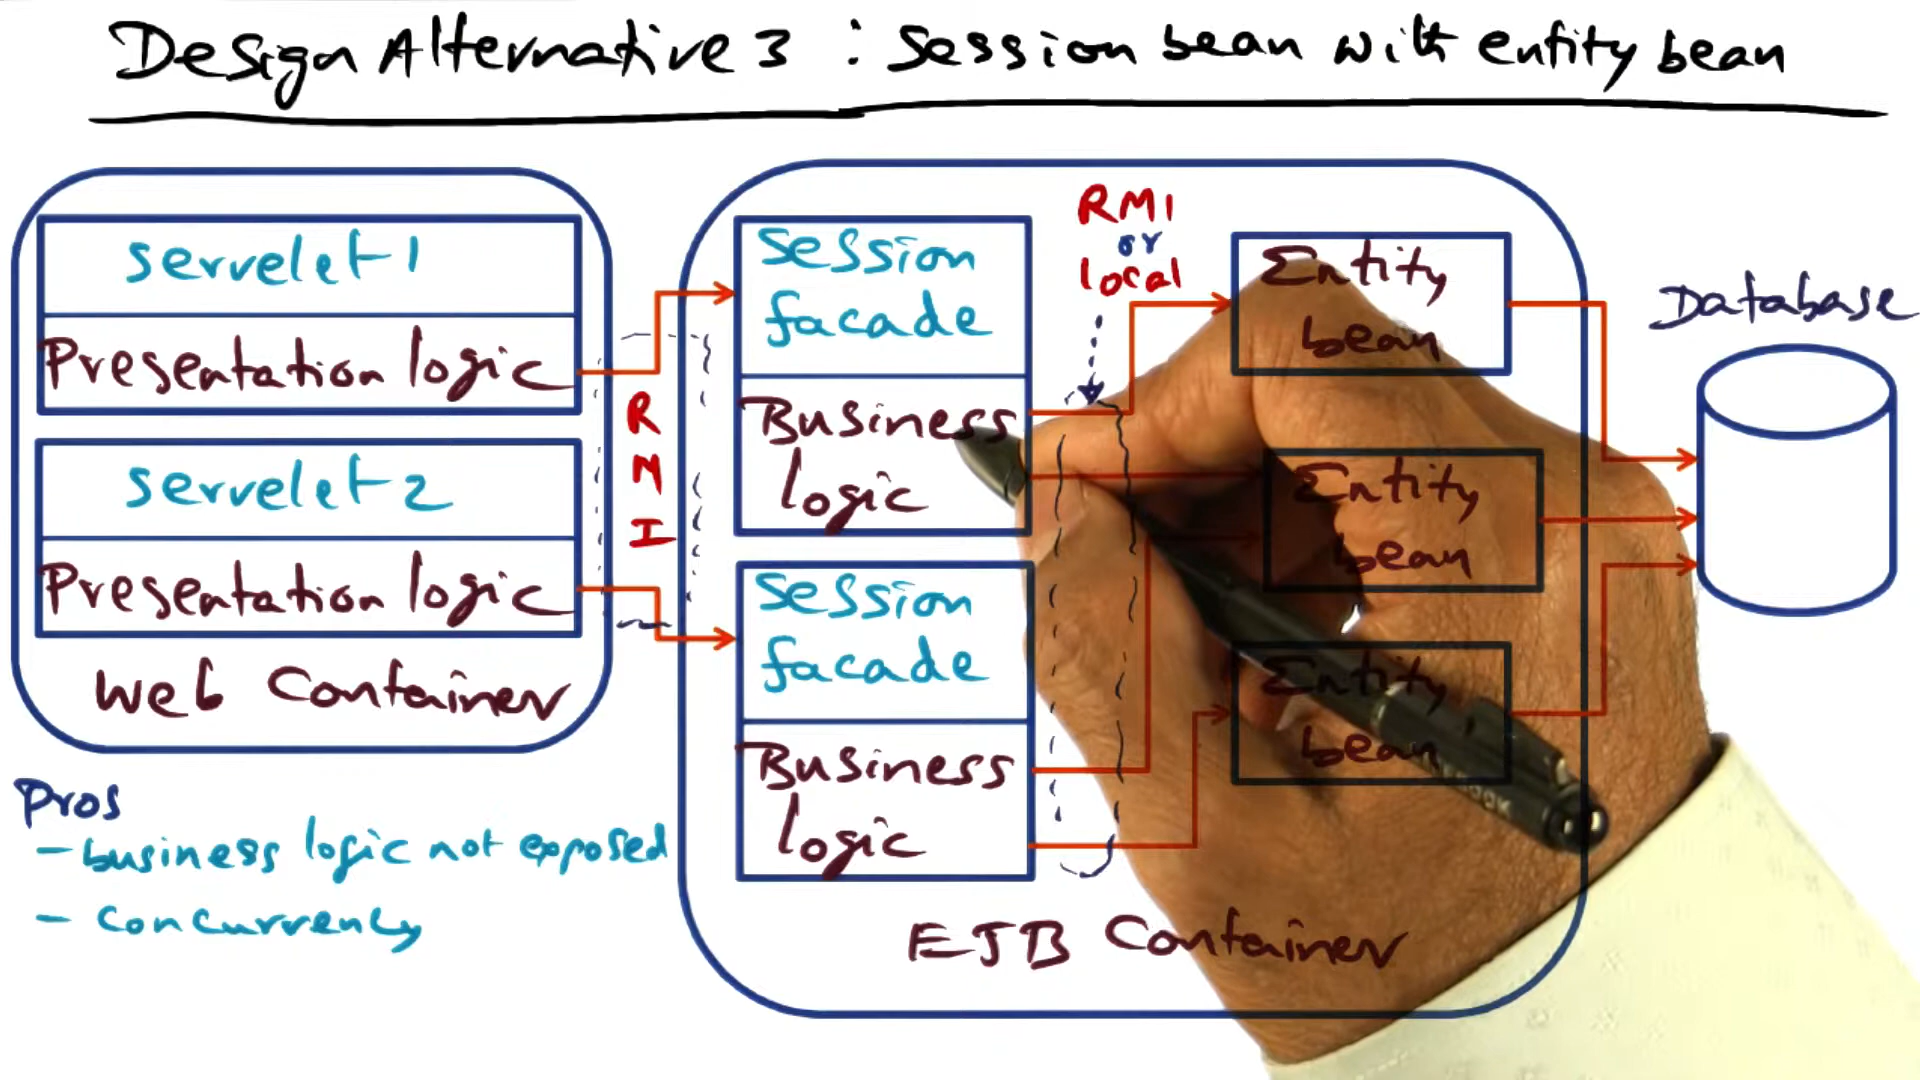 Design Alternative 3 : Session bean with entity bean
servelet 1
Presentation logic
servelet 2
Presentation logic
Web Container
R
M
I
Session
facade
Business
logic
Session
facade
Business
logic
RMI
or
local
Entity
bean
Entity
bean
Entity
bean
EJB Container
Database
Pros
- business logic not exposed
- Concurrency